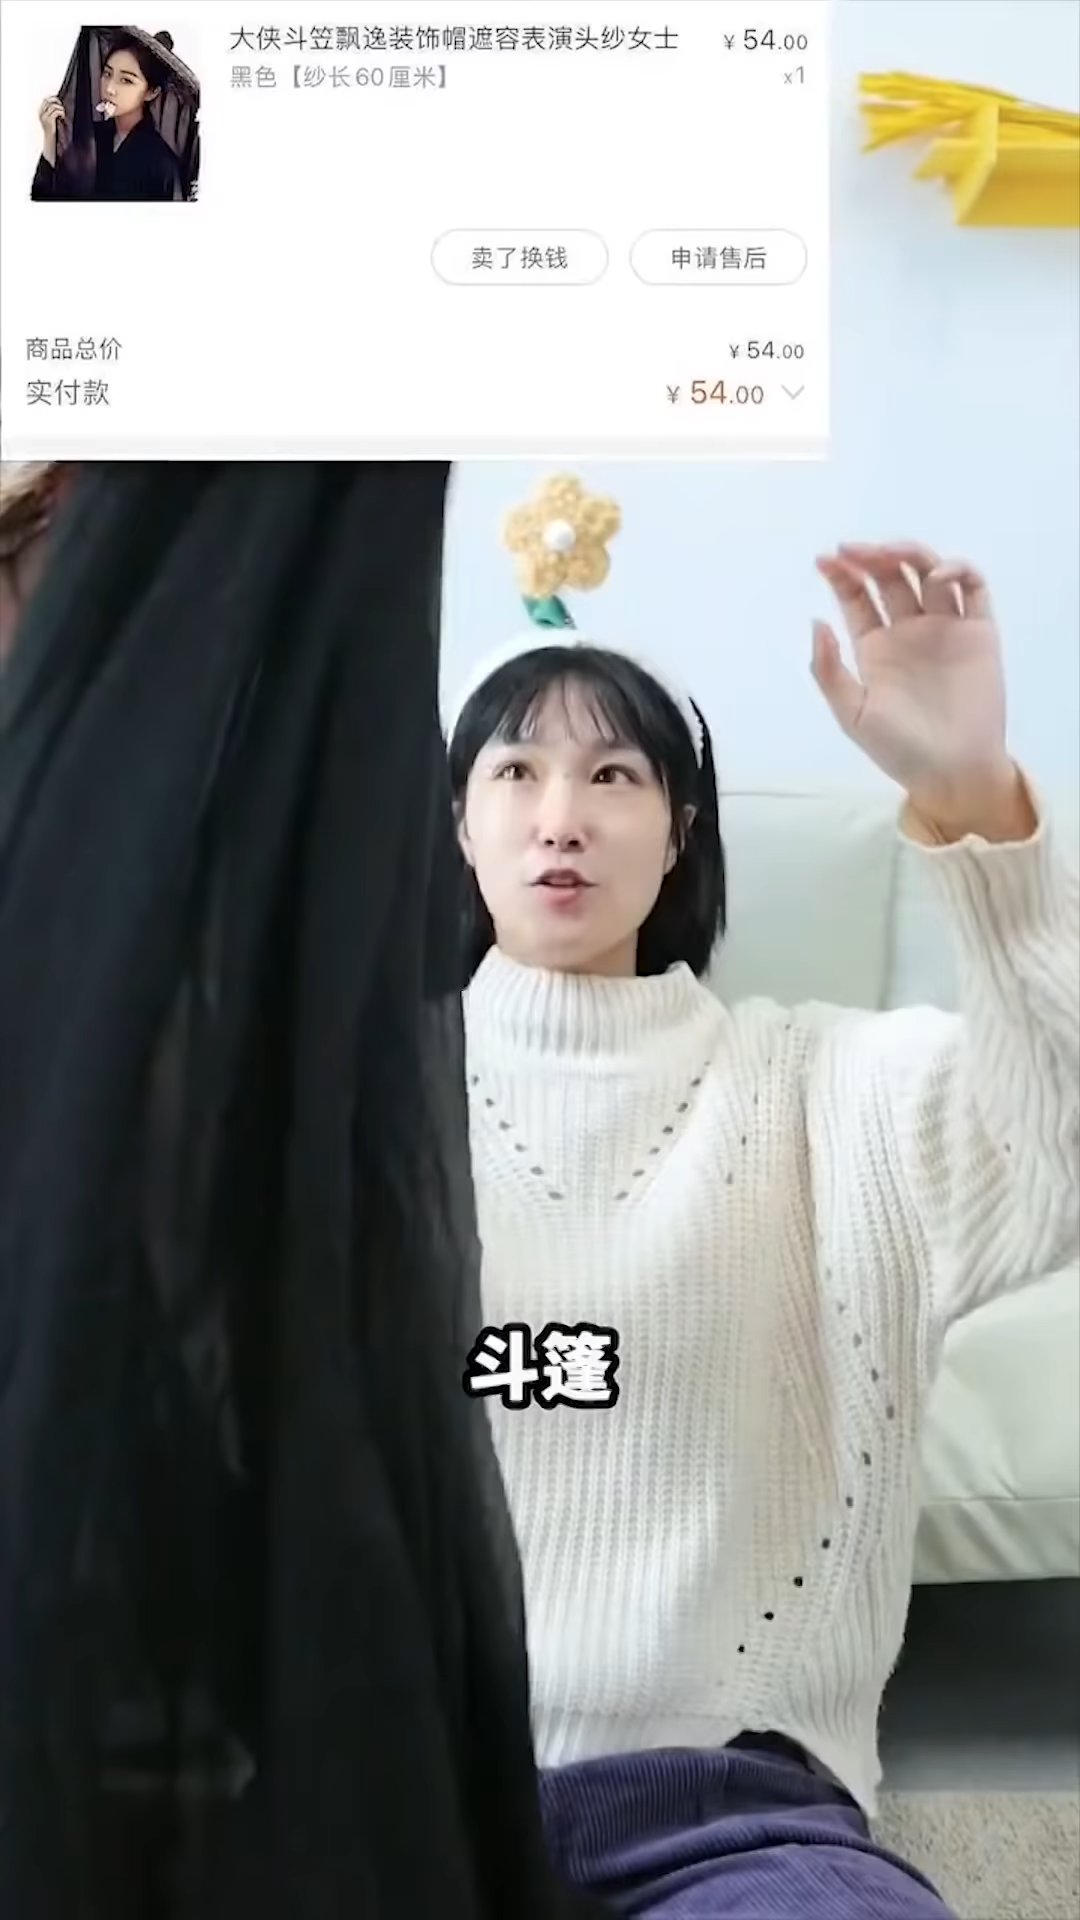 大侠斗笠飘逸装饰帽遮容表演头纱女士 ¥54.00
黑色【纱长60厘米】 x1
卖了换钱 申请售后
商品总价 ¥54.00
实付款 ¥54.00
斗篷